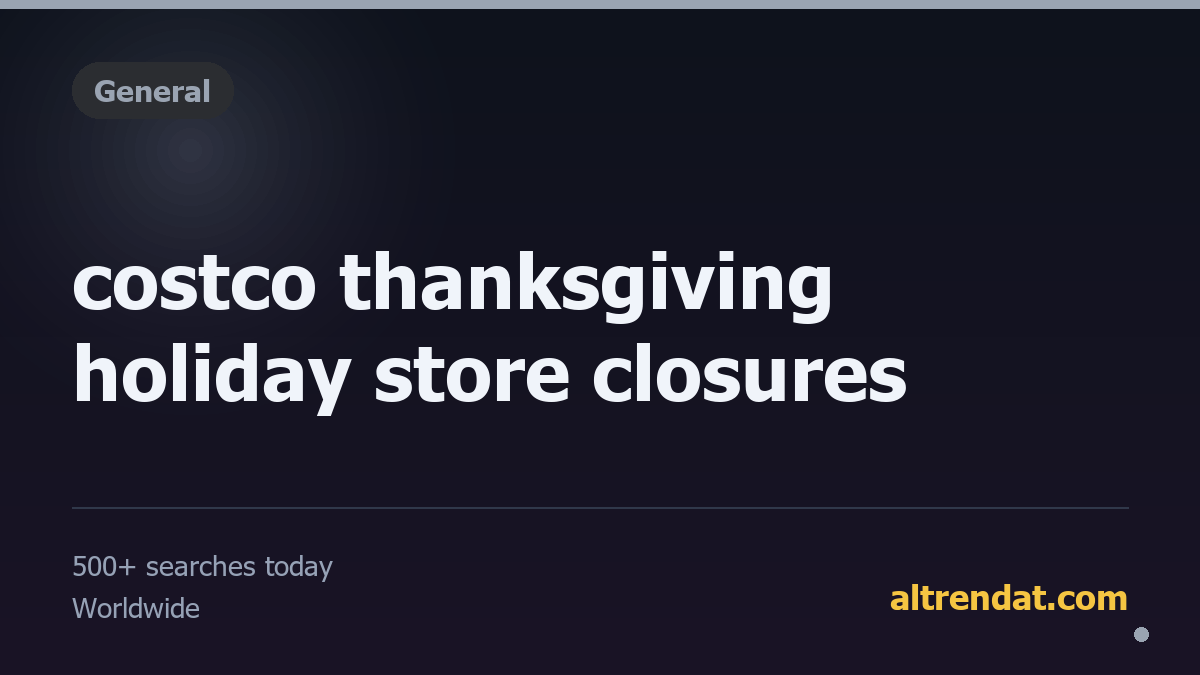 General
costco thanksgiving
holiday store closures
500+ searches today
Worldwide
altrendat.com